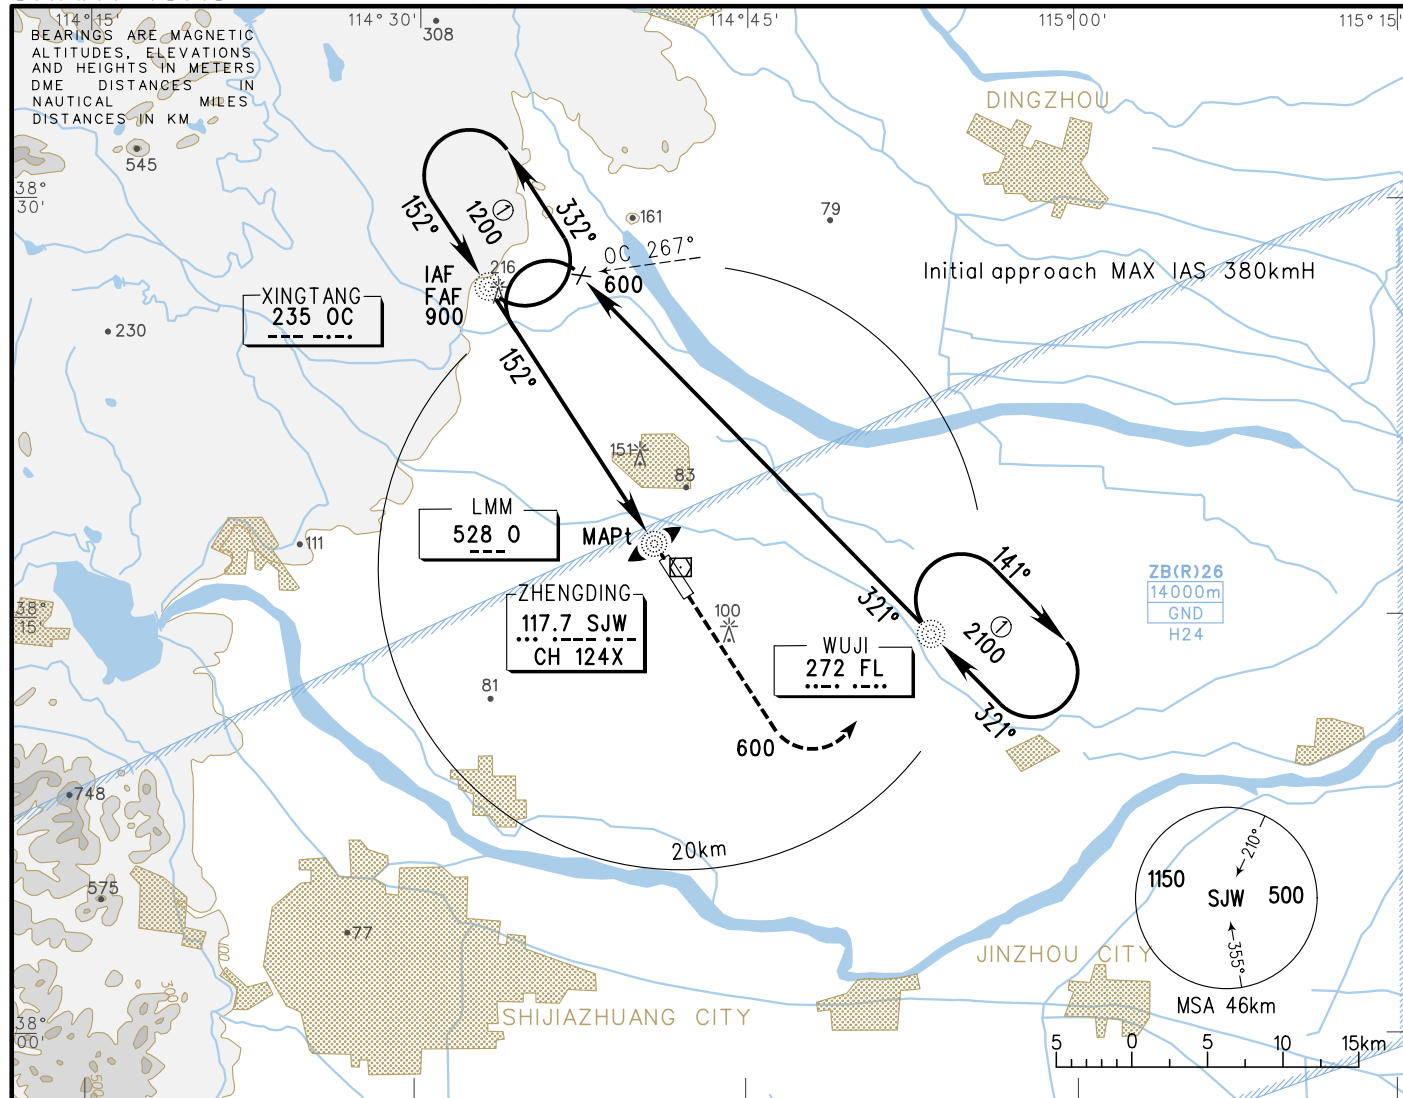 114° 15'
114° 30'
114° 45'
115° 00'
115° 15'
BEARINGS ARE MAGNETIC
ALTITUDES, ELEVATIONS
AND HEIGHTS IN METERS
DME DISTANCES IN
NAUTICAL MILES
DISTANCES IN KM
308
DINGZHOU
545
38°
30'
152°
1200 ①
332°
161
79
OC 267°
600
216
IAF
FAF
900
Initial approach MAX IAS 380kmH
XINGTANG
235 OC
--- -.-.
230
152°
151
83
LMM
528 O
---
MAPt
111
141°
ZB(R)26
14000m
GND
H24
ZHENGDING
117.7 SJW
... .--- .--
CH 124X
38°
15'
100
321°
2100 ①
WUJI
272 FL
..-. .-..
81
321°
600
748
20km
210°
1150
SJW
500
355°
MSA 46km
575
77
100
300
JINZHOU CITY
SHIJIAZHUANG CITY
38°
00'
5 0 5 10 15km
500